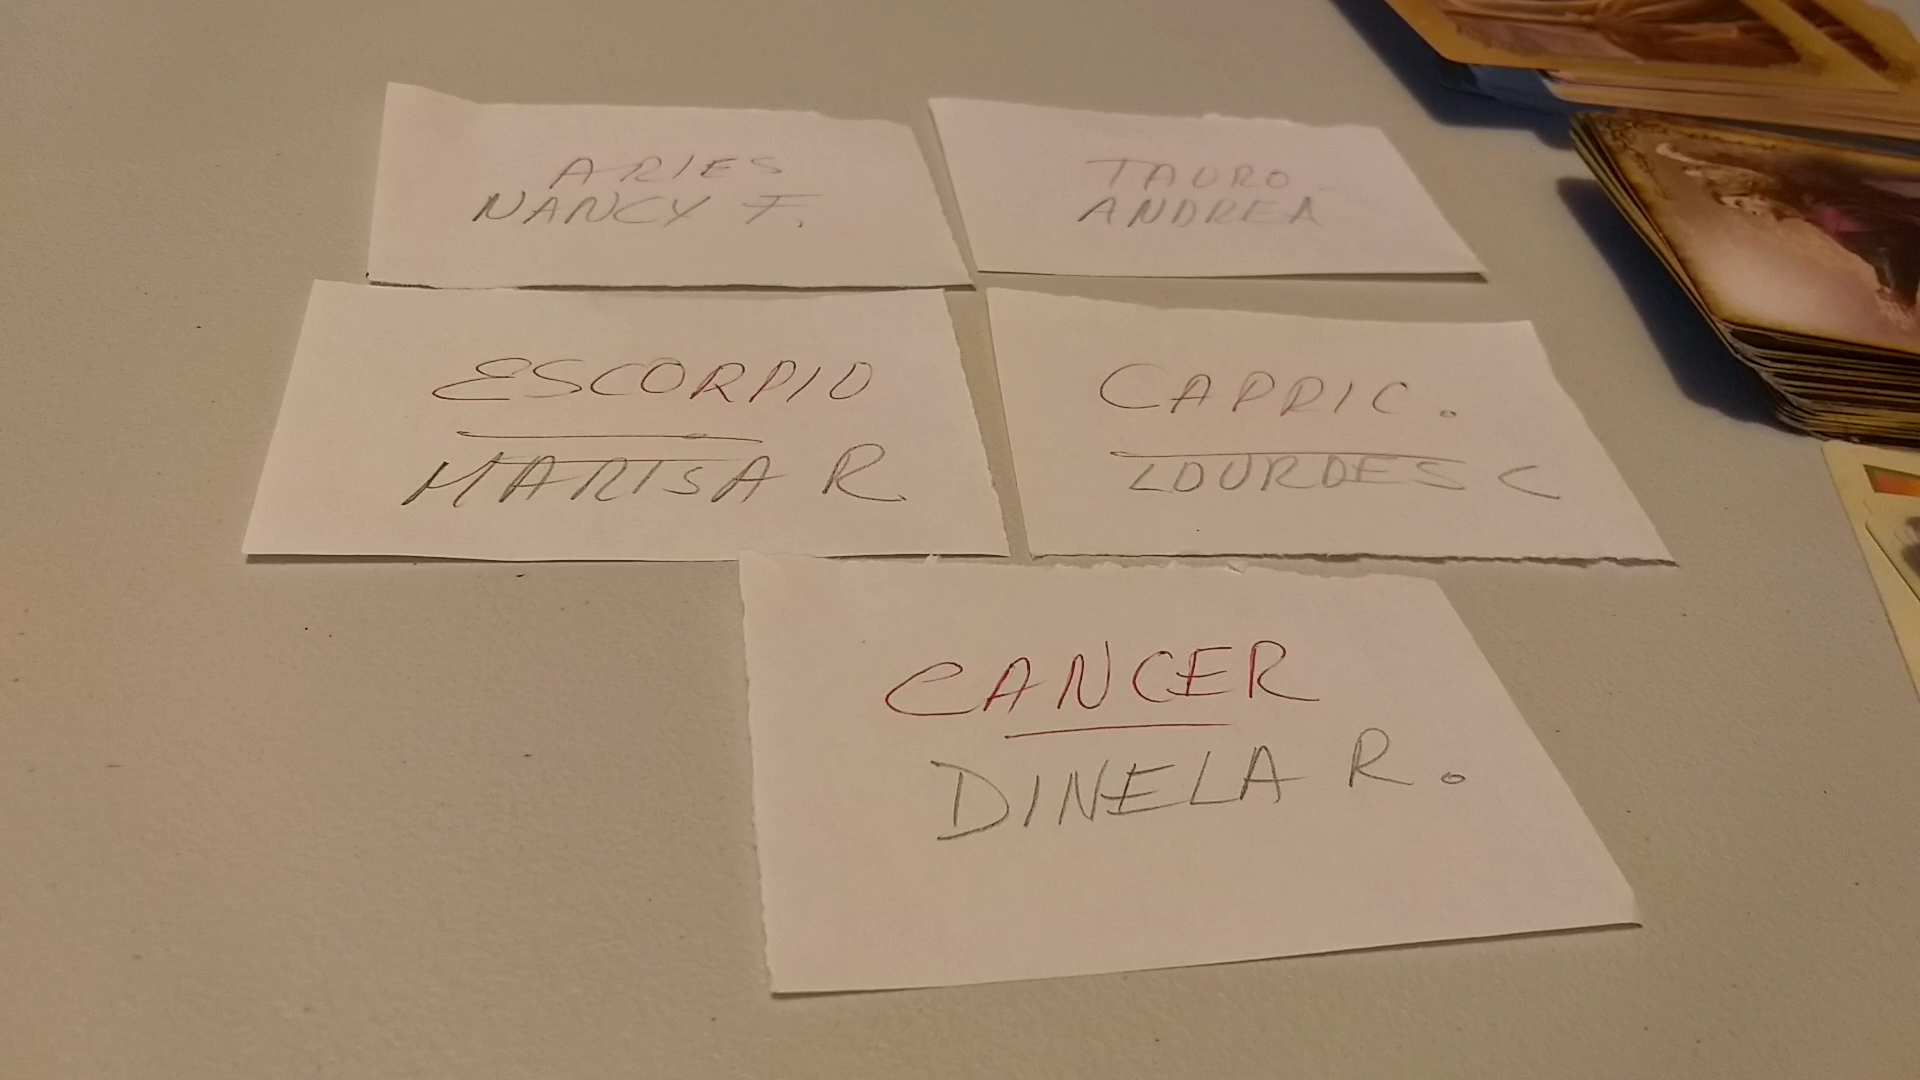 ARIES
NANCY F.
TAURO.
ANDREA
ESCORPIO
MARISA R.
CAPRIC.
LOURDES C
CANCER
DINELA R.